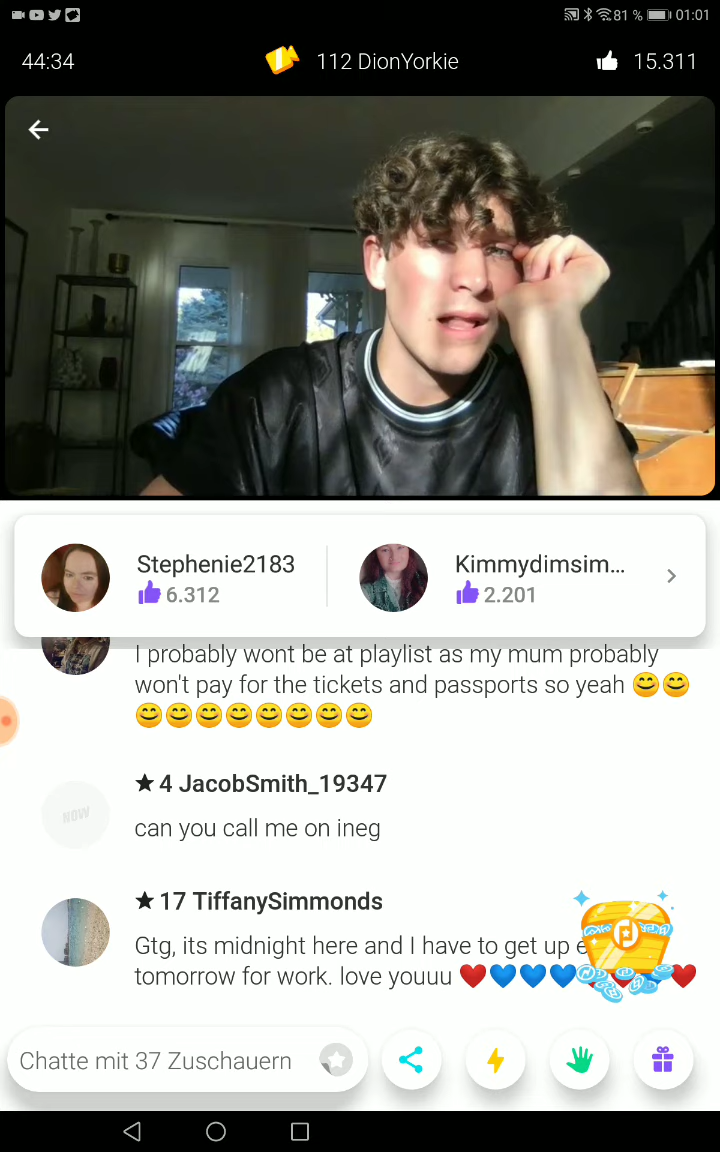 81 % 01:01
44:34 112 DionYorkie 15.311
Stephenie2183 Kimmydimsim...
6.312 2.201
I probably wont be at playlist as my mum probably
won't pay for the tickets and passports so yeah 😊😊
😊😊😊😊😊😊😊😊
★ 4 JacobSmith_19347
NOW
can you call me on ineg
★ 17 TiffanySimmonds
Gtg, its midnight here and I have to get up
tomorrow for work. love youuu ❤️💙💙💙❤️
Chatte mit 37 Zuschauern